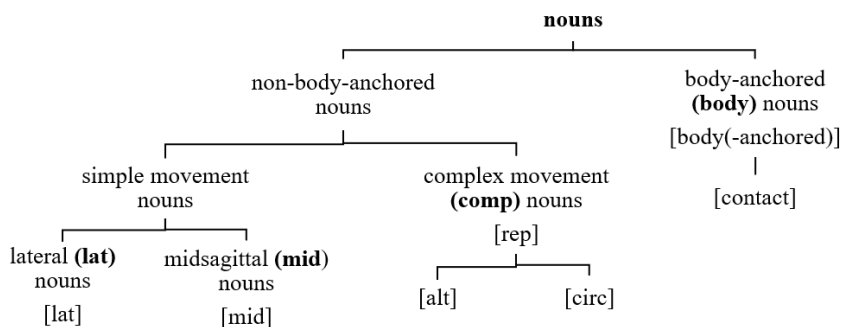 nouns
non-body-anchored
nouns
body-anchored
(body) nouns
[body(-anchored)]
[contact]
simple movement
nouns
complex movement
(comp) nouns
[rep]
lateral (lat)
nouns
[lat]
midsagittal (mid)
nouns
[mid]
[alt]
[circ]